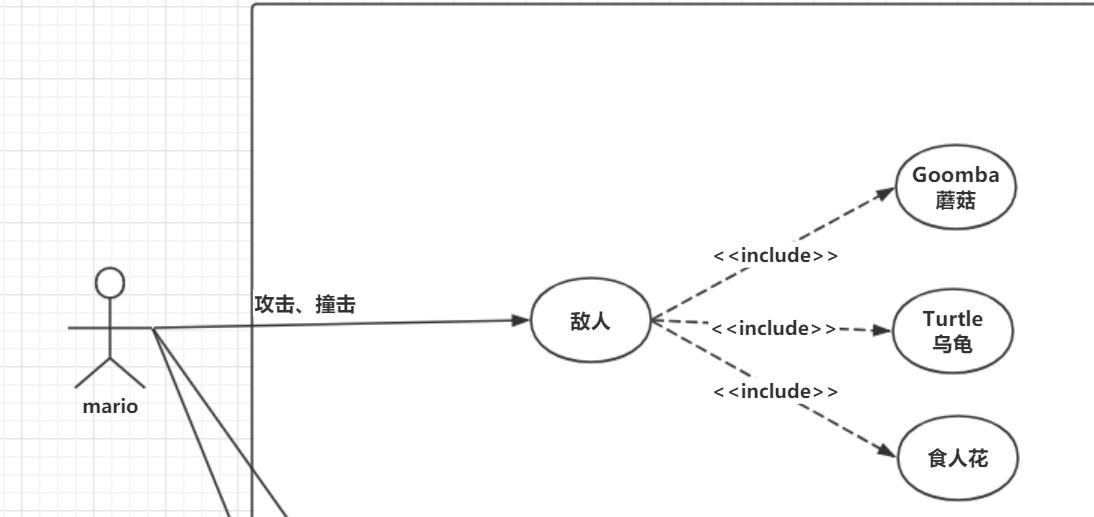 Goomba
蘑菇
<<include>>
攻击、撞击
敌人
<<include>>
Turtle
乌龟
<<include>>
mario
食人花